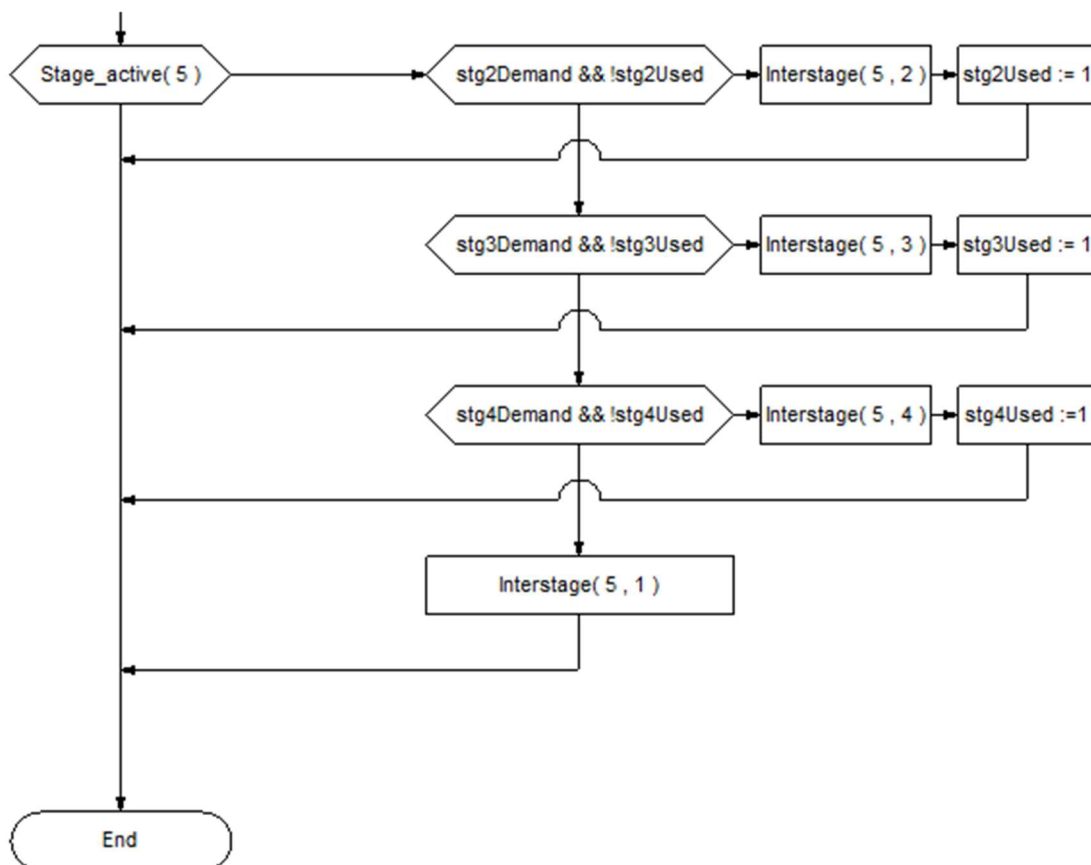 Stage_active( 5 )
stg2Demand && !stg2Used
Interstage( 5 , 2 )
stg2Used := 1
stg3Demand && !stg3Used
Interstage( 5 , 3 )
stg3Used := 1
stg4Demand && !stg4Used
Interstage( 5 , 4 )
stg4Used :=1
Interstage( 5 , 1 )
End